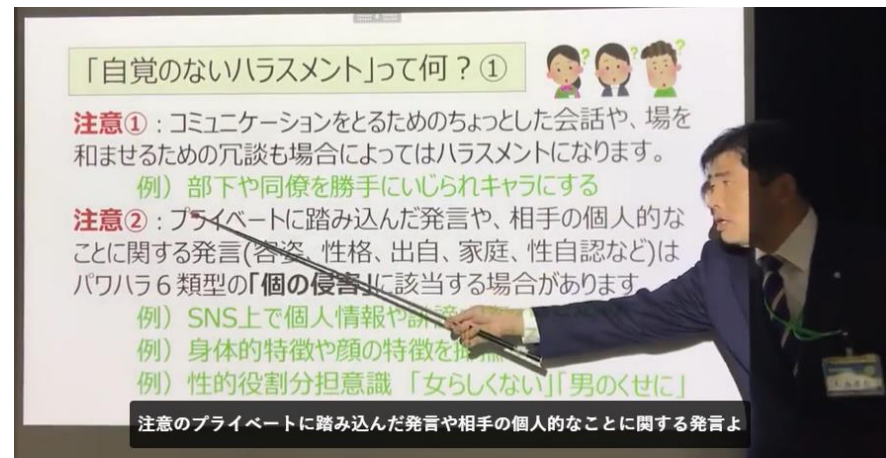 「自覚のないハラスメント」って何？①
注意①：コミュニケーションをとるためのちょっとした会話や、場を
和ませるための冗談も場合によってはハラスメントになります。
例）部下や同僚を勝手にいじられキャラにする
注意②：プライベートに踏み込んだ発言や、相手の個人的な
ことに関する発言(容姿、性格、出自、家庭、性自認など)は
パワハラ６類型の「個の侵害」に該当する場合があります
例）SNS上で個人情報や誹謗
例）身体的特徴や顔の特徴を
例）性的役割分担意識 「女らしくない」「男のくせに」
注意のプライベートに踏み込んだ発言や相手の個人的なことに関する発言よ